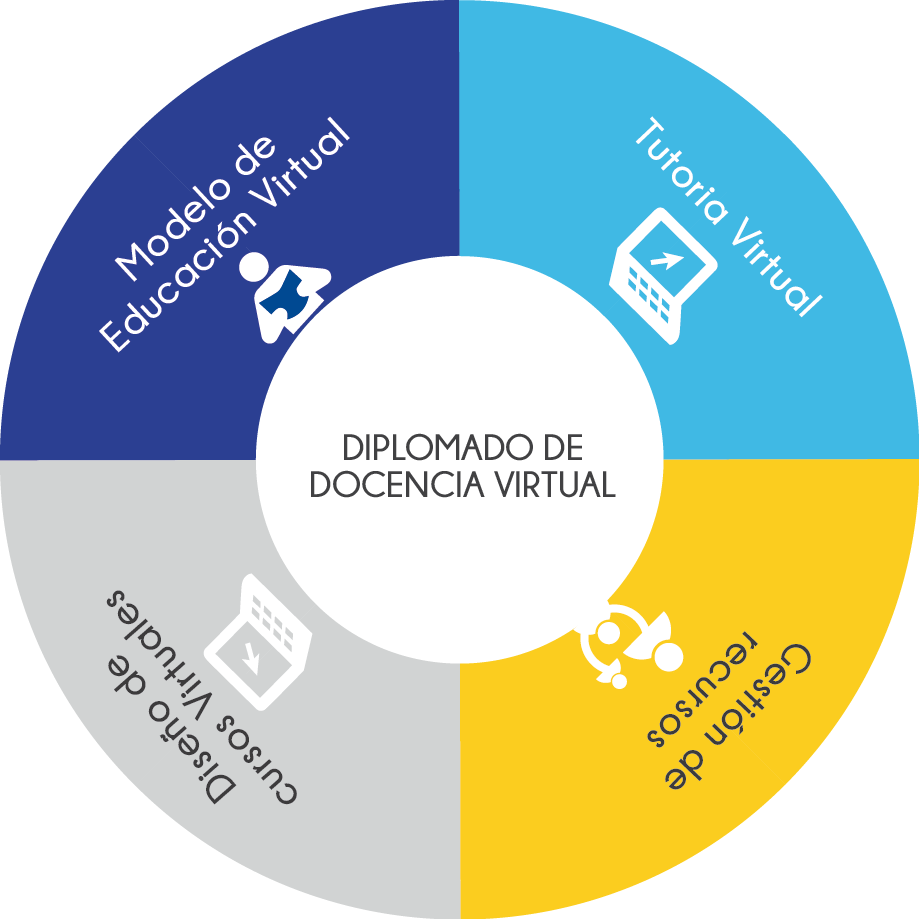 Modelo de
Educación Virtual
Tutoria Virtual
DIPLOMADO DE
DOCENCIA VIRTUAL
Diseño de
cursos Virtuales
Gestión de
recursos